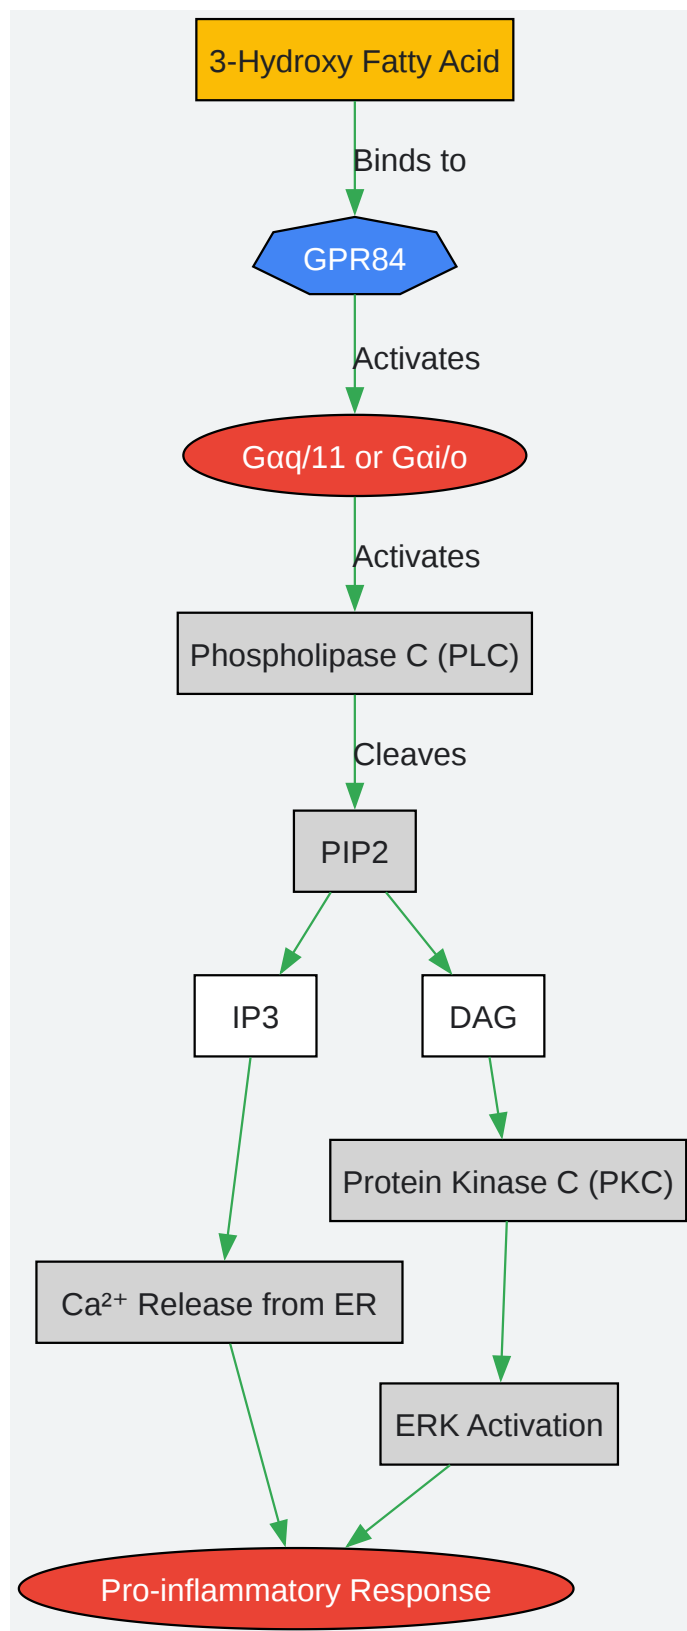 3-Hydroxy Fatty Acid
Binds to
GPR84
Activates
Gαq/11 or Gαi/o
Activates
Phospholipase C (PLC)
Cleaves
PIP2
IP3
DAG
Protein Kinase C (PKC)
Ca²⁺ Release from ER
ERK Activation
Pro-inflammatory Response